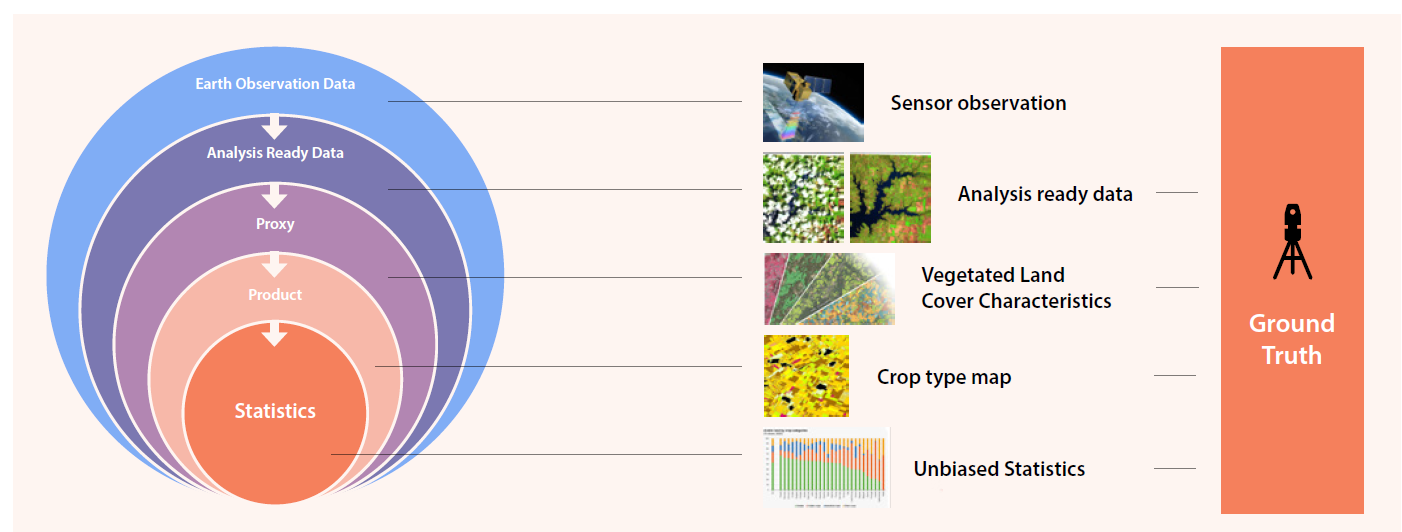 Earth Observation Data
Analysis Ready Data
Proxy
Product
Statistics
Sensor observation
Analysis ready data
Vegetated Land
Cover Characteristics
Crop type map
Unbiased Statistics
Ground
Truth